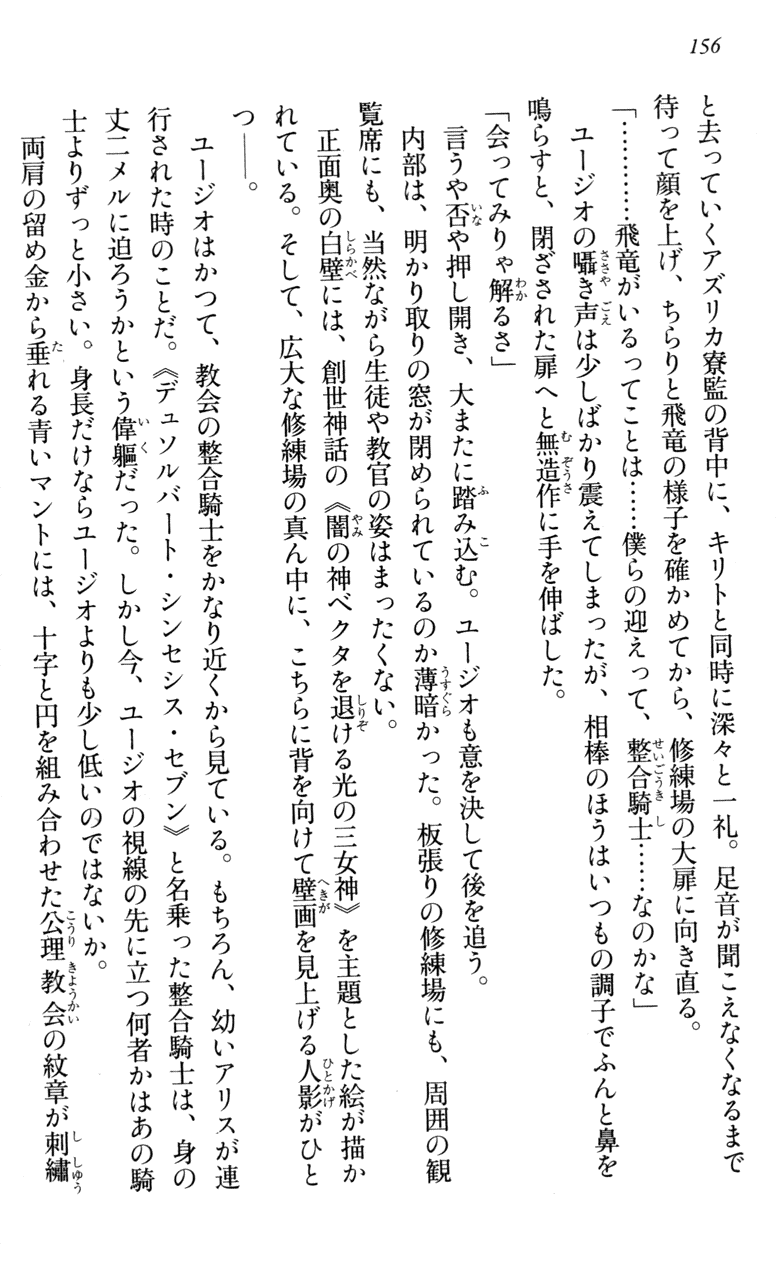 156
と去っていくアズリカ寮監の背中に、キリトと同時に深々と一礼。足音が聞こえなくなるまで
待って顔を上げ、ちらりと飛竜の様子を確かめてから、修練場の大扉に向き直る。
「…………飛竜がいるってことは……僕らの迎えって、整合騎士……なのかな」
ユージオの囁き声は少しばかり震えてしまったが、相棒のほうはいつもの調子でふんと鼻を
鳴らすと、閉ざされた扉へと無造作に手を伸ばした。
「会ってみりゃ解るさ」
言うや否や押し開き、大またに踏み込む。ユージオも意を決して後を追う。
内部は、明かり取りの窓が閉められているのか薄暗かった。板張りの修練場にも、周囲の観
覧席にも、当然ながら生徒や教官の姿はまったくない。
正面奥の白壁には、創世神話の《闇の神ベクタを退ける光の三女神》を主題とした絵が描か
れている。そして、広大な修練場の真ん中に、こちらに背を向けて壁画を見上げる人影がひと
つ――。
ユージオはかつて、教会の整合騎士をかなり近くから見ている。もちろん、幼いアリスが連
行された時のことだ。《デュソルバート・シンセシス・セブン》と名乗った整合騎士は、身の
丈二メルに迫ろうかという偉軀だった。しかし今、ユージオの視線の先に立つ何者かはあの騎
士よりずっと小さい。身長だけならユージオよりも少し低いのではないか。
両肩の留め金から垂れる青いマントには、十字と円を組み合わせた公理教会の紋章が刺繡